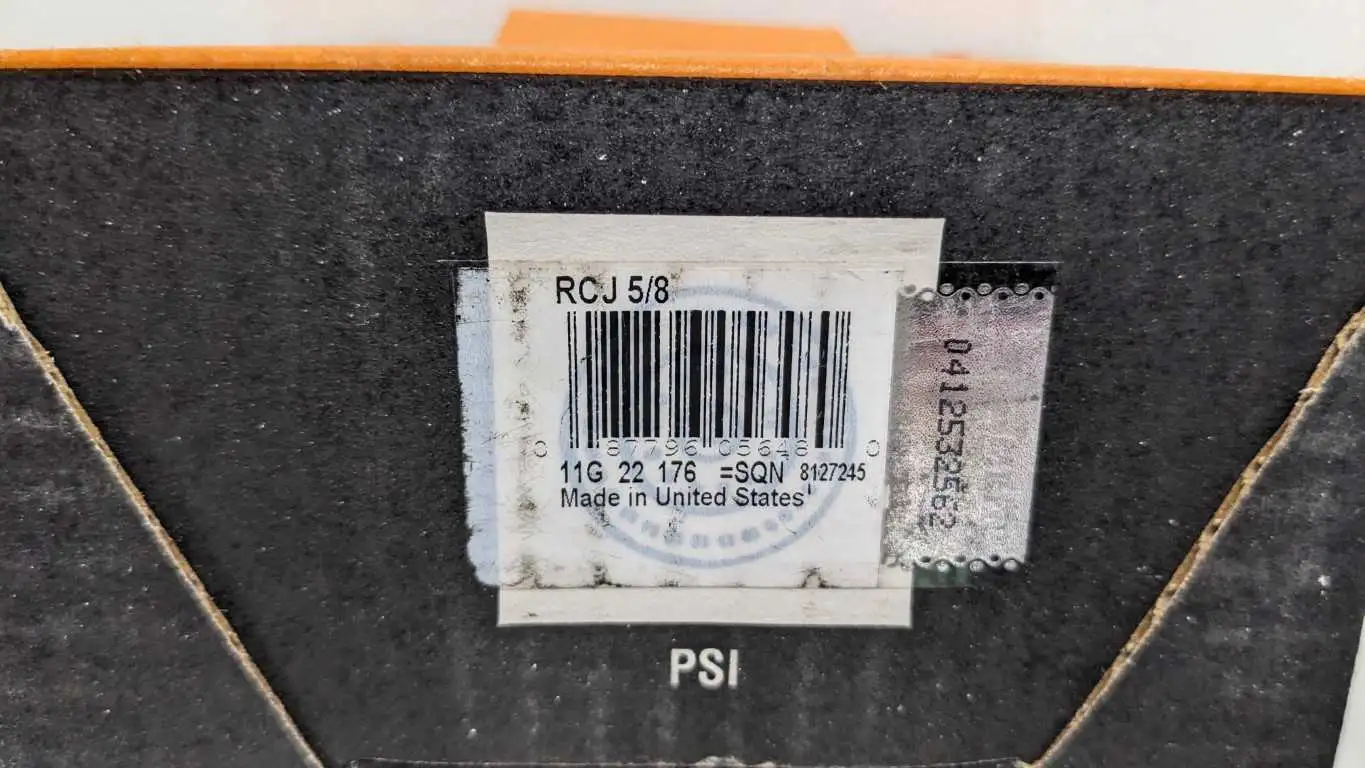 RCJ 5/8
0 87796 05648 0
11G 22 176 =SQN 8127245
Made in United States
0412532562
PSI